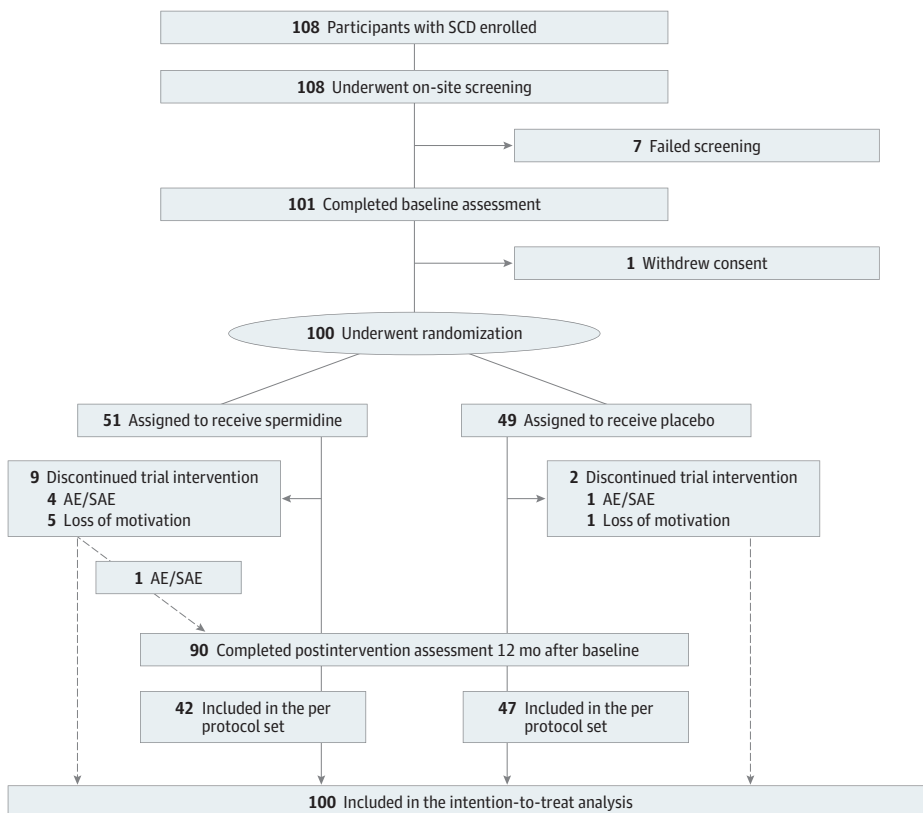 108 Participants with SCD enrolled
108 Underwent on-site screening
7 Failed screening
101 Completed baseline assessment
1 Withdrew consent
100 Underwent randomization
51 Assigned to receive spermidine
49 Assigned to receive placebo
9 Discontinued trial intervention
4 AE/SAE
5 Loss of motivation
2 Discontinued trial intervention
1 AE/SAE
1 Loss of motivation
1 AE/SAE
90 Completed postintervention assessment 12 mo after baseline
42 Included in the per
protocol set
47 Included in the per
protocol set
100 Included in the intention-to-treat analysis